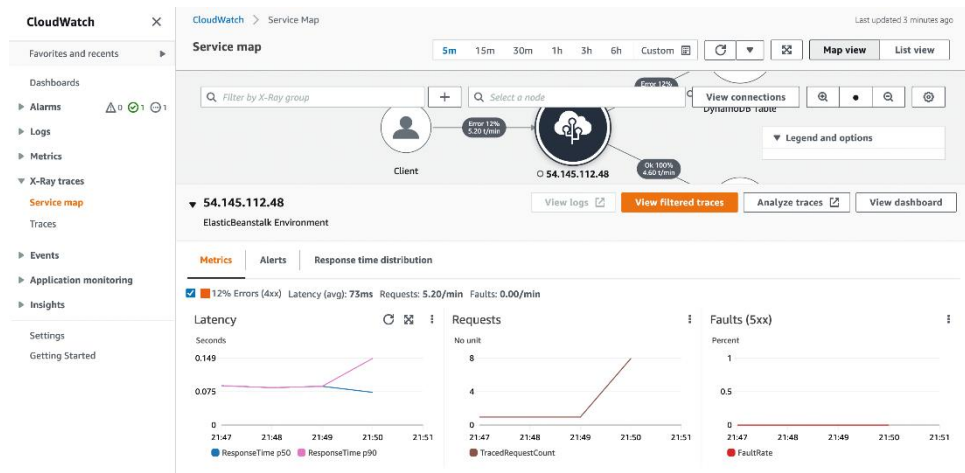 CloudWatch
Favorites and recents
Dashboards
Alarms 0 1 1
Logs
Metrics
X-Ray traces
Service map
Traces
Events
Application monitoring
Insights
Settings
Getting Started
CloudWatch > Service Map
Last updated 3 minutes ago
Service map
5m 15m 30m 1h 3h 6h Custom
Map view List view
Filter by X-Ray group
Select a node
View connections
Error 12%
DynamoDB Table
Legend and options
Error 12%
5.20 t/min
Client
54.145.112.48
Ok 100%
4.60 t/min
54.145.112.48
ElasticBeanstalk Environment
View logs View filtered traces Analyze traces View dashboard
Metrics Alerts Response time distribution
12% Errors (4xx) Latency (avg): 73ms Requests: 5.20/min Faults: 0.00/min
Latency
Seconds
0.149
0.075
0
21:47 21:48 21:49 21:50 21:51
ResponseTime p50 ResponseTime p90
Requests
No unit
8
4
0
21:47 21:48 21:49 21:50 21:51
TracedRequestCount
Faults (5xx)
Percent
1
0.5
0
21:47 21:48 21:49 21:50 21:51
FaultRate